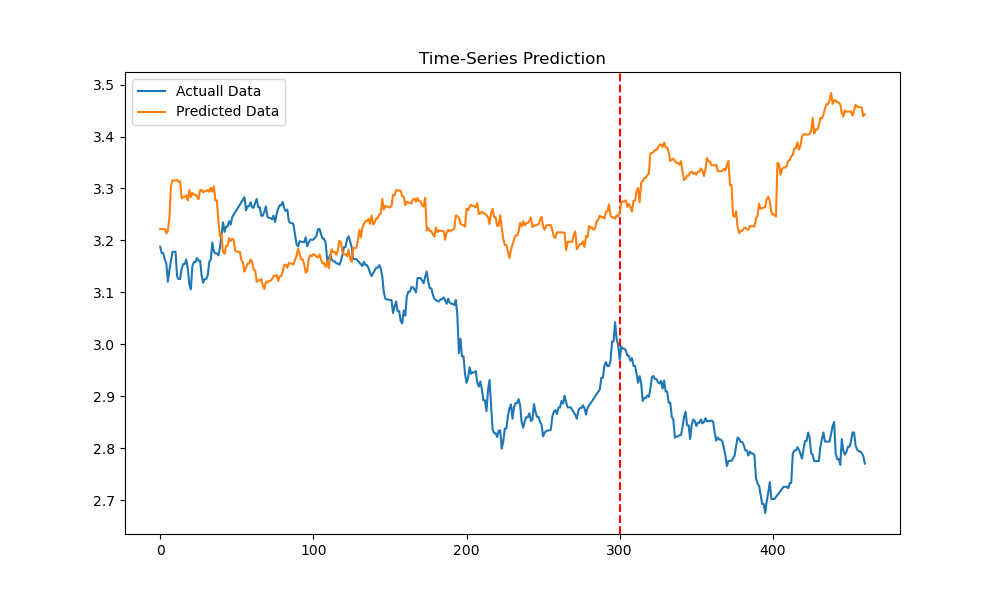 Time-Series Prediction
Actuall Data
Predicted Data
3.5
3.4
3.3
3.2
3.1
3.0
2.9
2.8
2.7
0 100 200 300 400